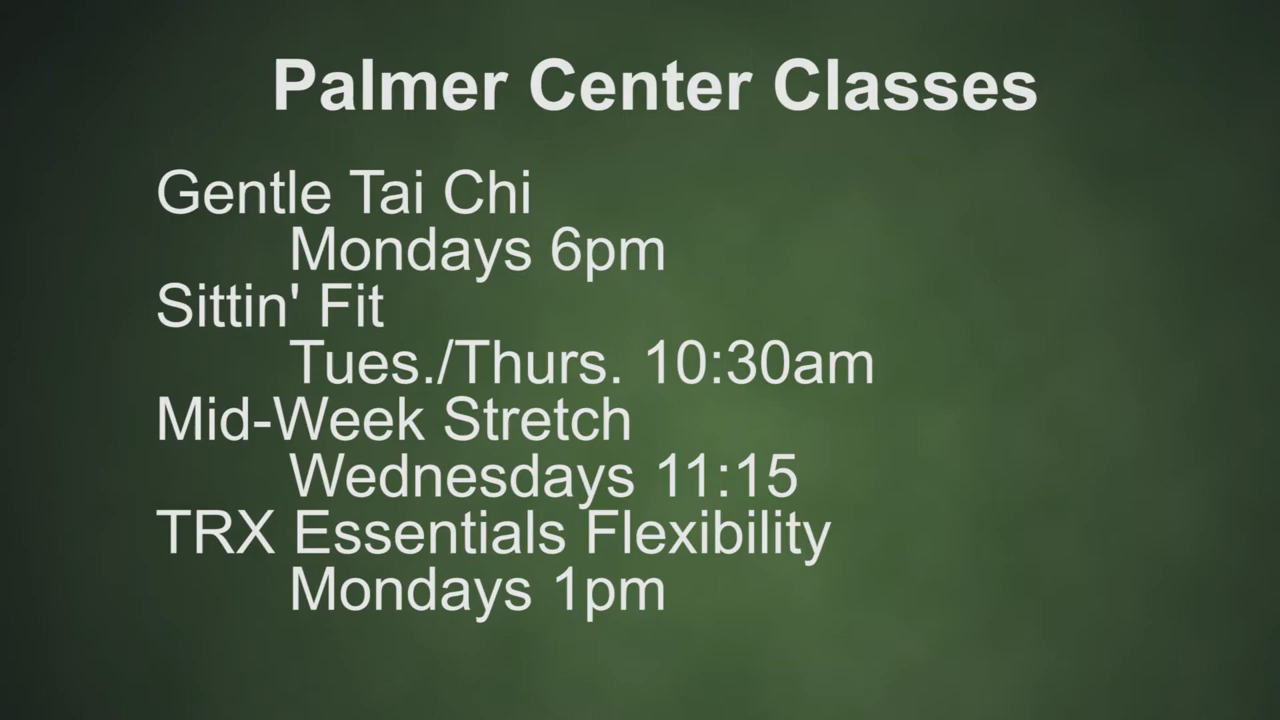 Palmer Center Classes
Gentle Tai Chi
Mondays 6pm
Sittin' Fit
Tues./Thurs. 10:30am
Mid-Week Stretch
Wednesdays 11:15
TRX Essentials Flexibility
Mondays 1pm